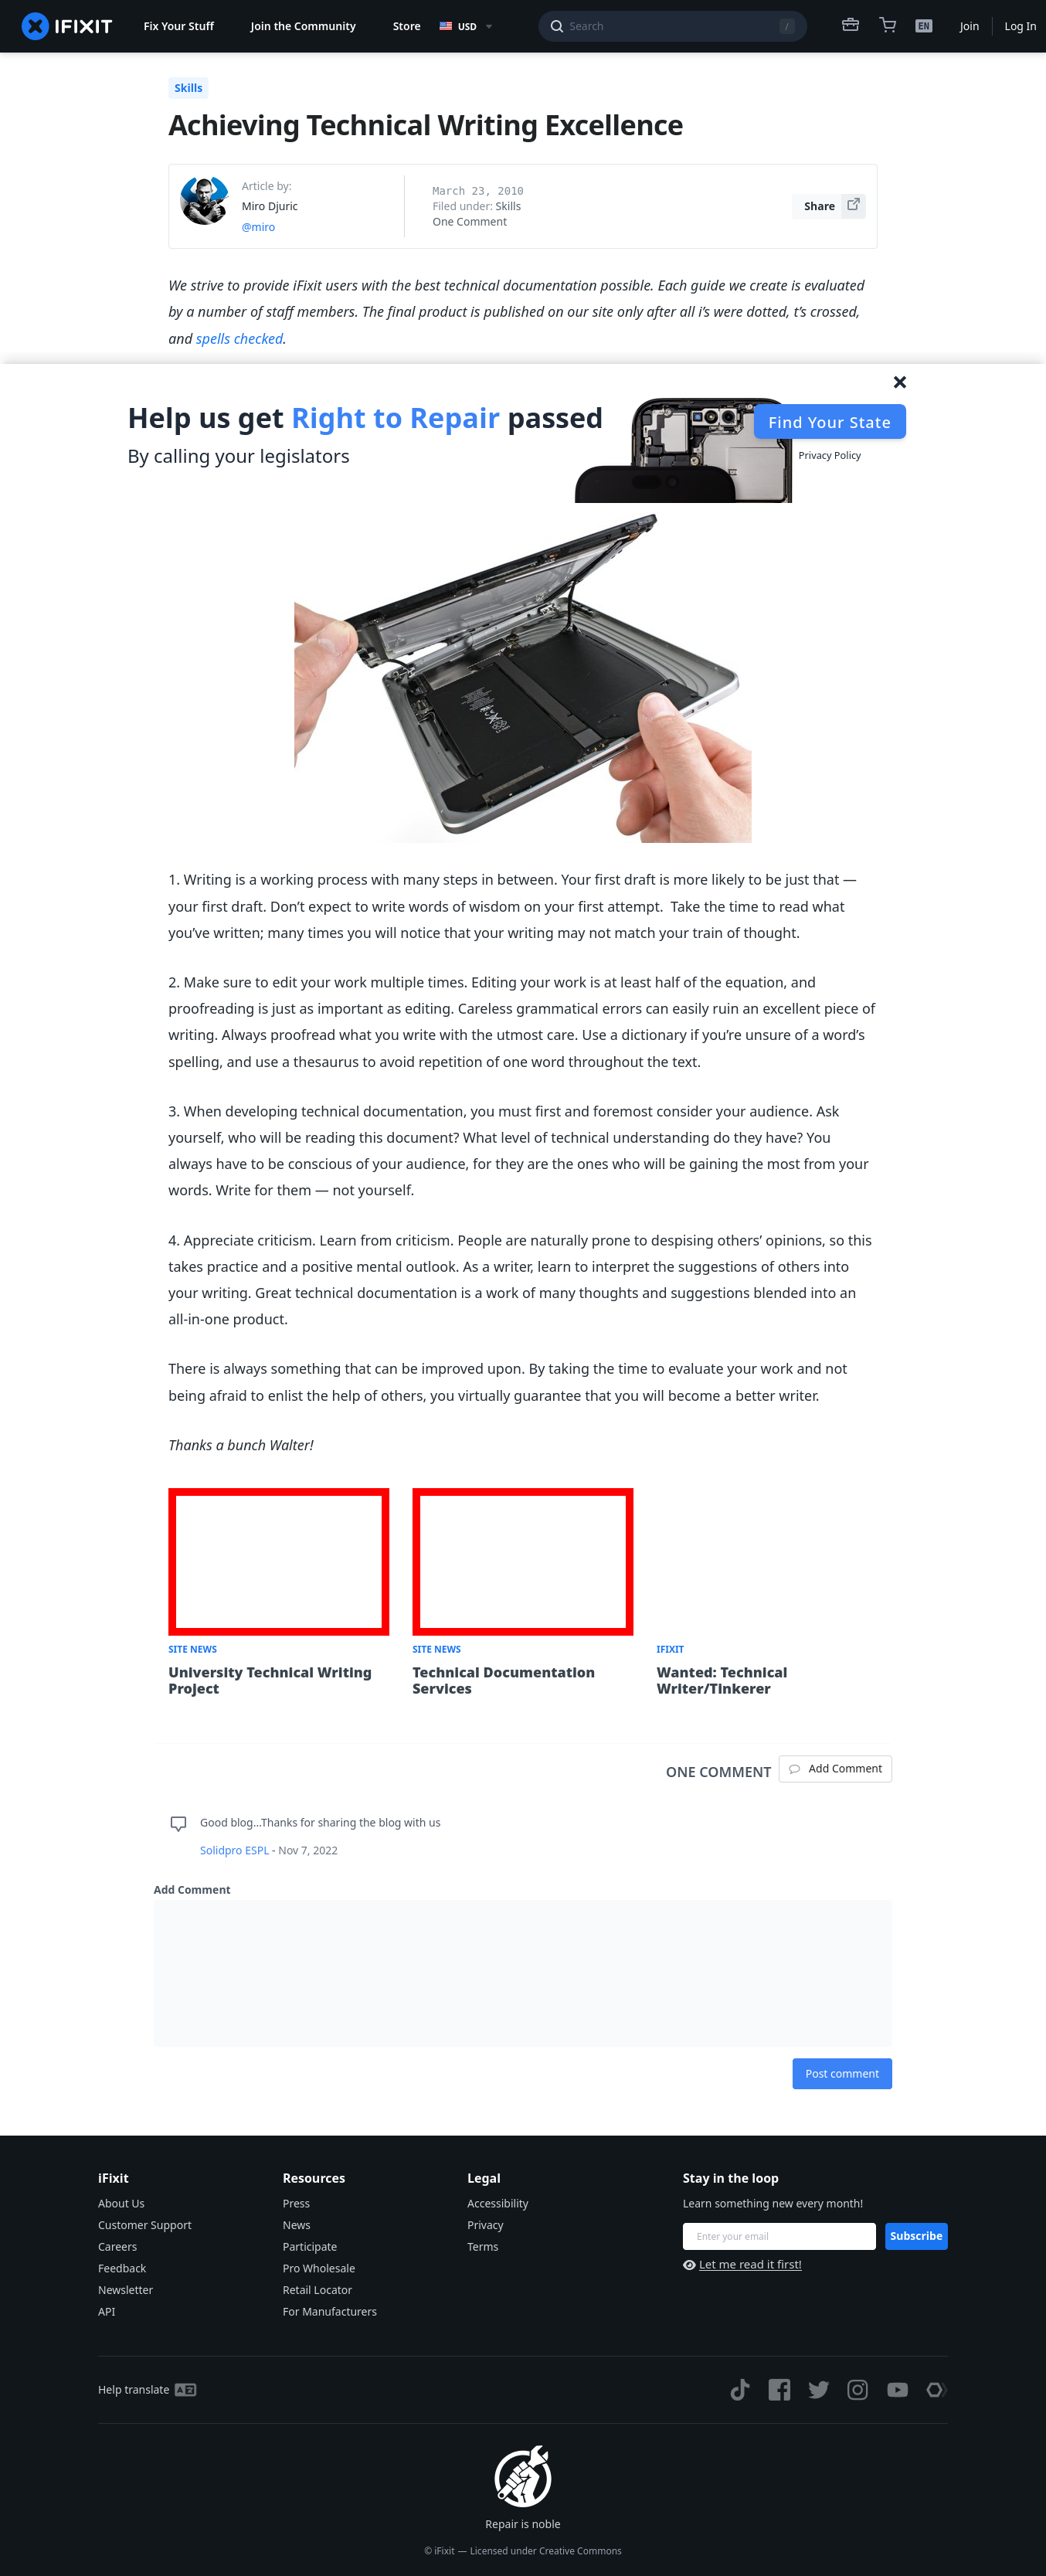 IFIXIT
Fix Your Stuff
Join the Community
Store
USD
Search
/
EN
Join
Log In
Skills
Achieving Technical Writing Excellence
Article by:
Miro Djuric
@miro
March 23, 2010
Filed under: Skills
One Comment
Share
We strive to provide iFixit users with the best technical documentation possible. Each guide we create is evaluated
by a number of staff members. The final product is published on our site only after all i’s were dotted, t’s crossed,
and spells checked.
Help us get Right to Repair passed
By calling your legislators
Find Your State
Privacy Policy
1. Writing is a working process with many steps in between. Your first draft is more likely to be just that —
your first draft. Don’t expect to write words of wisdom on your first attempt.  Take the time to read what
you’ve written; many times you will notice that your writing may not match your train of thought.
2. Make sure to edit your work multiple times. Editing your work is at least half of the equation, and
proofreading is just as important as editing. Careless grammatical errors can easily ruin an excellent piece of
writing. Always proofread what you write with the utmost care. Use a dictionary if you’re unsure of a word’s
spelling, and use a thesaurus to avoid repetition of one word throughout the text.
3. When developing technical documentation, you must first and foremost consider your audience. Ask
yourself, who will be reading this document? What level of technical understanding do they have? You
always have to be conscious of your audience, for they are the ones who will be gaining the most from your
words. Write for them — not yourself.
4. Appreciate criticism. Learn from criticism. People are naturally prone to despising others’ opinions, so this
takes practice and a positive mental outlook. As a writer, learn to interpret the suggestions of others into
your writing. Great technical documentation is a work of many thoughts and suggestions blended into an
all-in-one product.
There is always something that can be improved upon. By taking the time to evaluate your work and not
being afraid to enlist the help of others, you virtually guarantee that you will become a better writer.
Thanks a bunch Walter!
SITE NEWS
University Technical Writing
Project
SITE NEWS
Technical Documentation
Services
IFIXIT
Wanted: Technical
Writer/Tinkerer
ONE COMMENT
Add Comment
Good blog...Thanks for sharing the blog with us
Solidpro ESPL - Nov 7, 2022
Add Comment
Post comment
iFixit
About Us
Customer Support
Careers
Feedback
Newsletter
API
Resources
Press
News
Participate
Pro Wholesale
Retail Locator
For Manufacturers
Legal
Accessibility
Privacy
Terms
Stay in the loop
Learn something new every month!
Enter your email
Subscribe
Let me read it first!
Help translate
Repair is noble
© iFixit — Licensed under Creative Commons